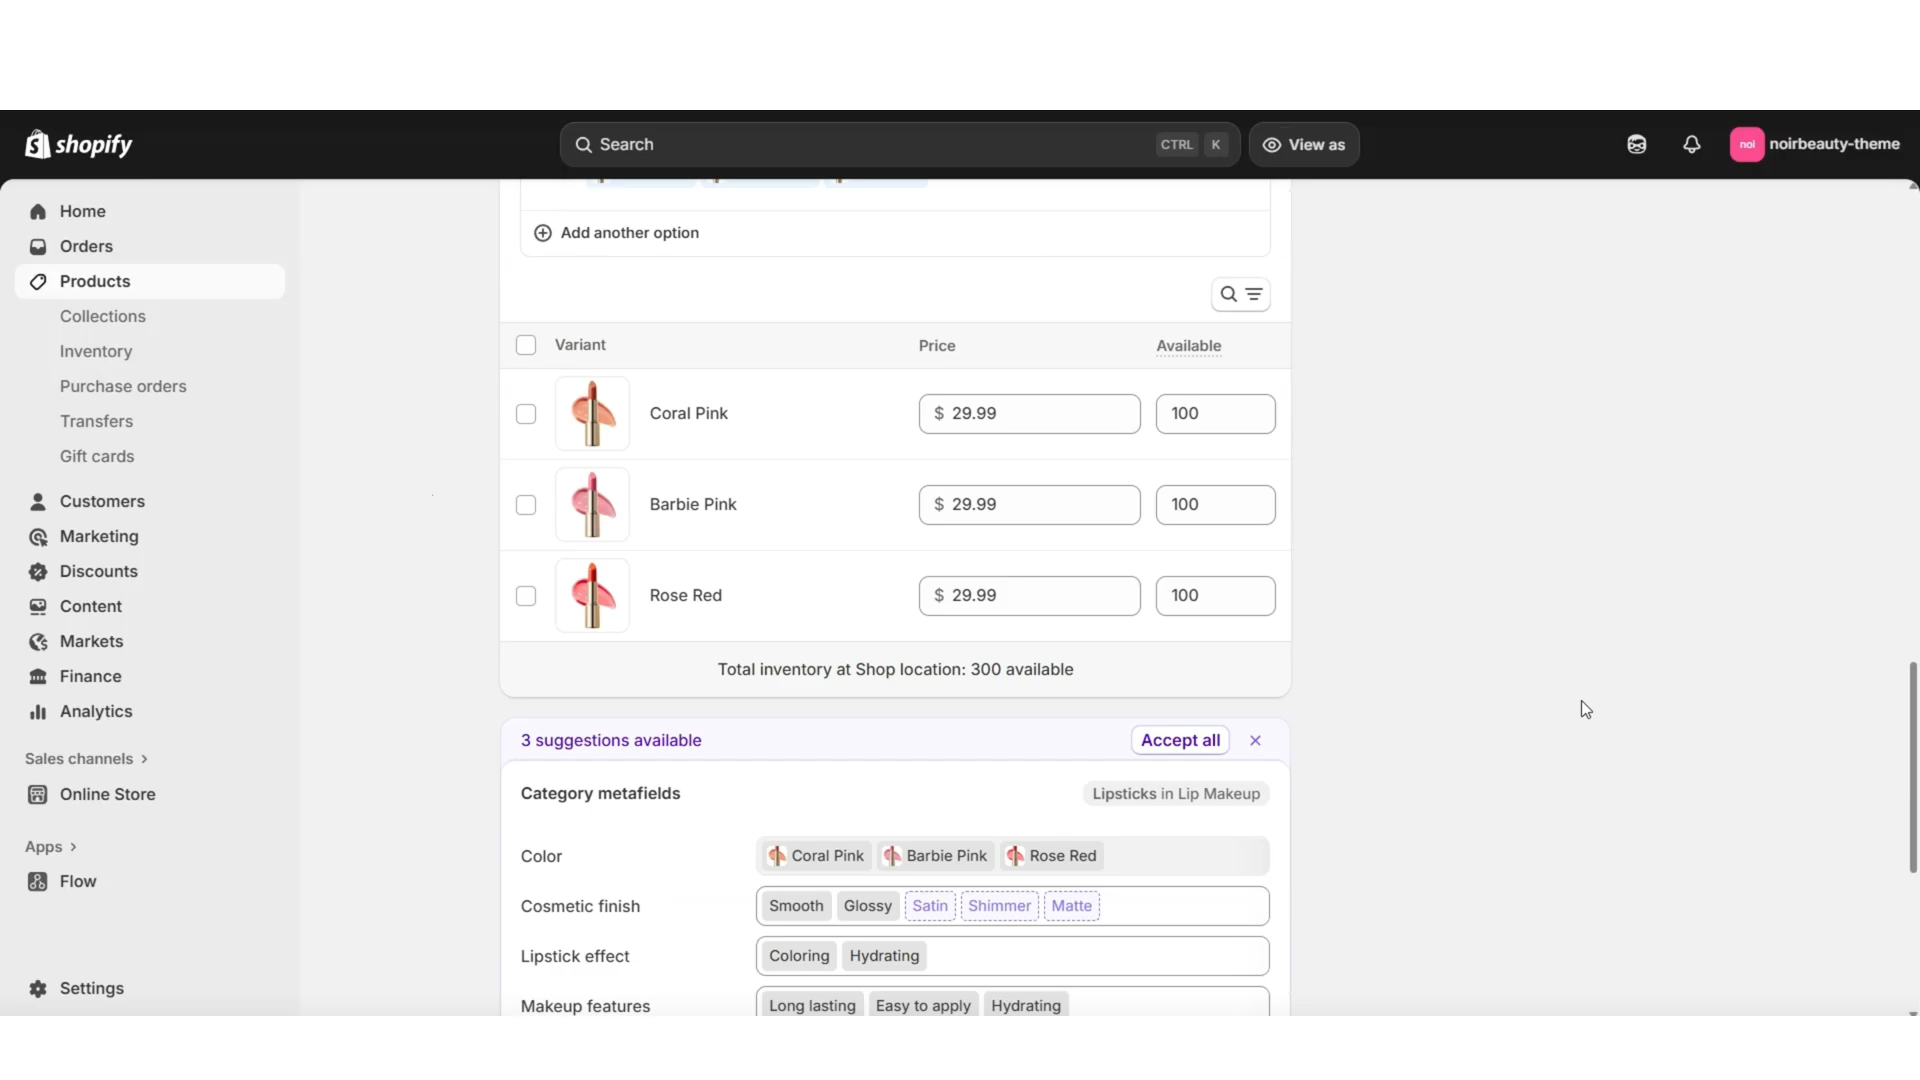 shopify
Search
CTRL K
View as
noi
noirbeauty-theme
Home
Orders
Products
Collections
Inventory
Purchase orders
Transfers
Gift cards
Customers
Marketing
Discounts
Content
Markets
Finance
Analytics
Sales channels
Online Store
Apps
Flow
Settings
Add another option
Variant Price Available
Coral Pink $ 29.99 100
Barbie Pink $ 29.99 100
Rose Red $ 29.99 100
Total inventory at Shop location: 300 available
3 suggestions available Accept all
Category metafields Lipsticks in Lip Makeup
Color Coral Pink Barbie Pink Rose Red
Cosmetic finish Smooth Glossy Satin Shimmer Matte
Lipstick effect Coloring Hydrating
Makeup features Long lasting Easy to apply Hydrating